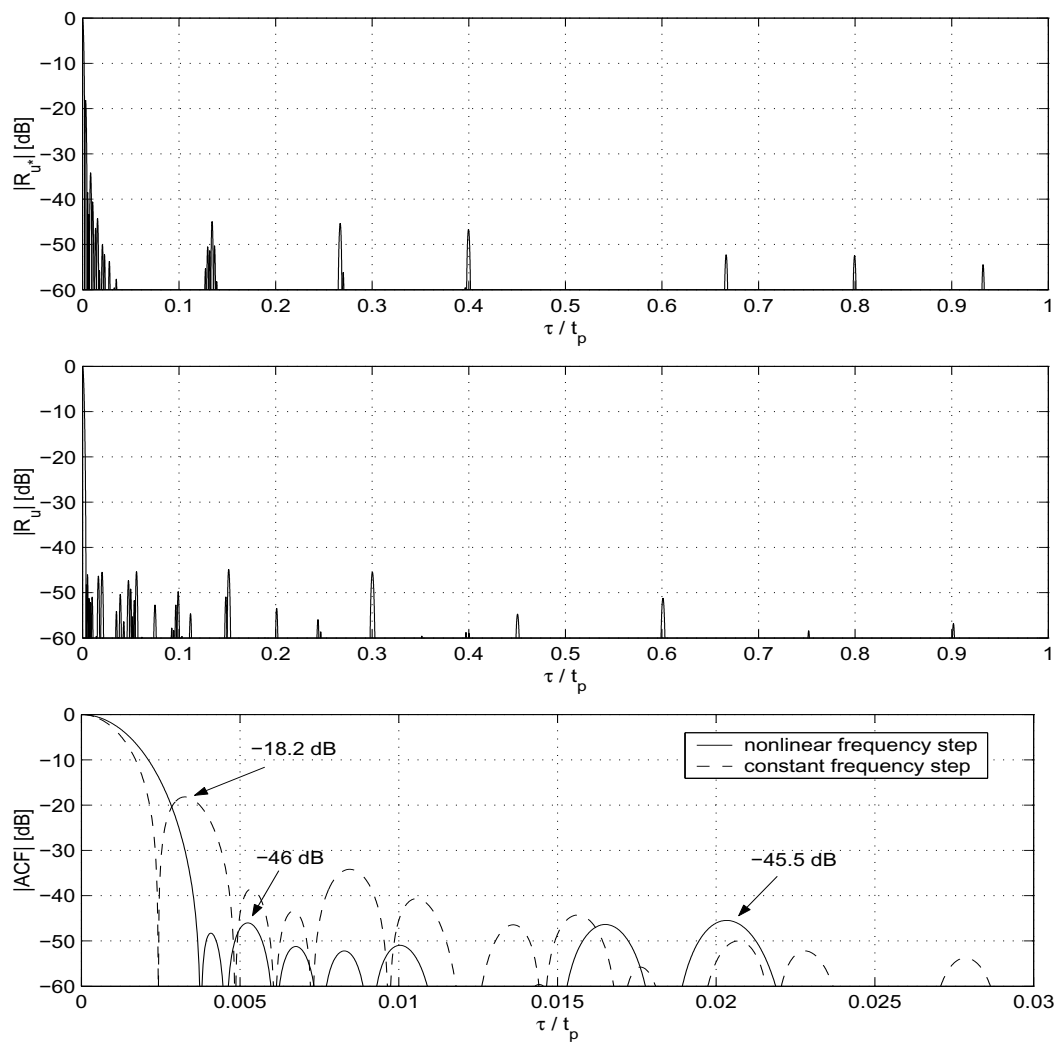 0
−10
−20
−30
−40
−50
−60
|R_{u*}| [dB]
0 0.1 0.2 0.3 0.4 0.5 0.6 0.7 0.8 0.9 1
τ / t_p
0
−10
−20
−30
−40
−50
−60
|R_u| [dB]
0 0.1 0.2 0.3 0.4 0.5 0.6 0.7 0.8 0.9 1
τ / t_p
0
−10
−20
−30
−40
−50
−60
|ACF| [dB]
−18.2 dB
−46 dB
−45.5 dB
nonlinear frequency step
constant frequency step
0 0.005 0.01 0.015 0.02 0.025 0.03
τ / t_p